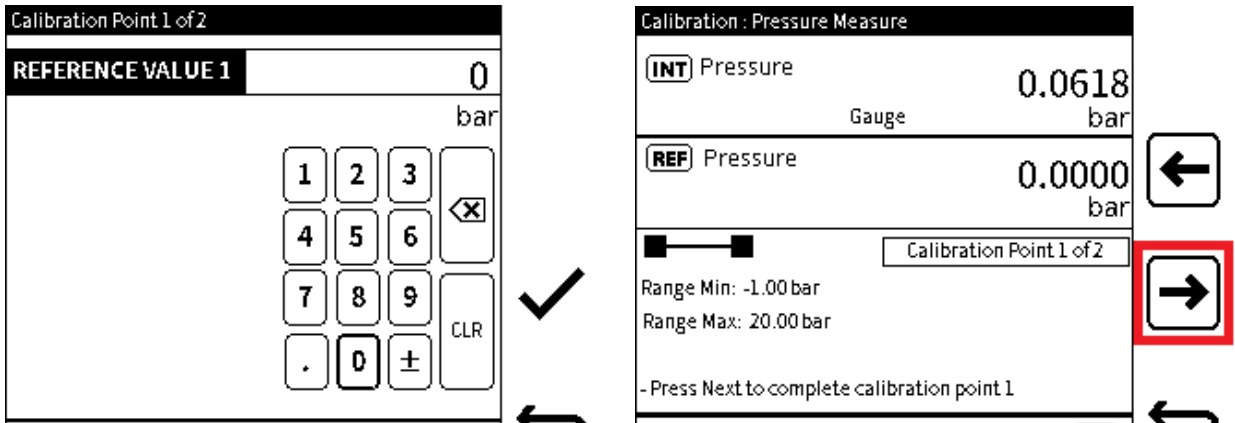 Calibration Point 1 of 2
REFERENCE VALUE 1 0
bar
1 2 3
4 5 6
7 8 9
CLR
. 0 ±
Calibration : Pressure Measure
INT Pressure 0.0618
Gauge bar
REF Pressure 0.0000
bar
Calibration Point 1 of 2
Range Min: -1.00 bar
Range Max: 20.00 bar
- Press Next to complete calibration point 1